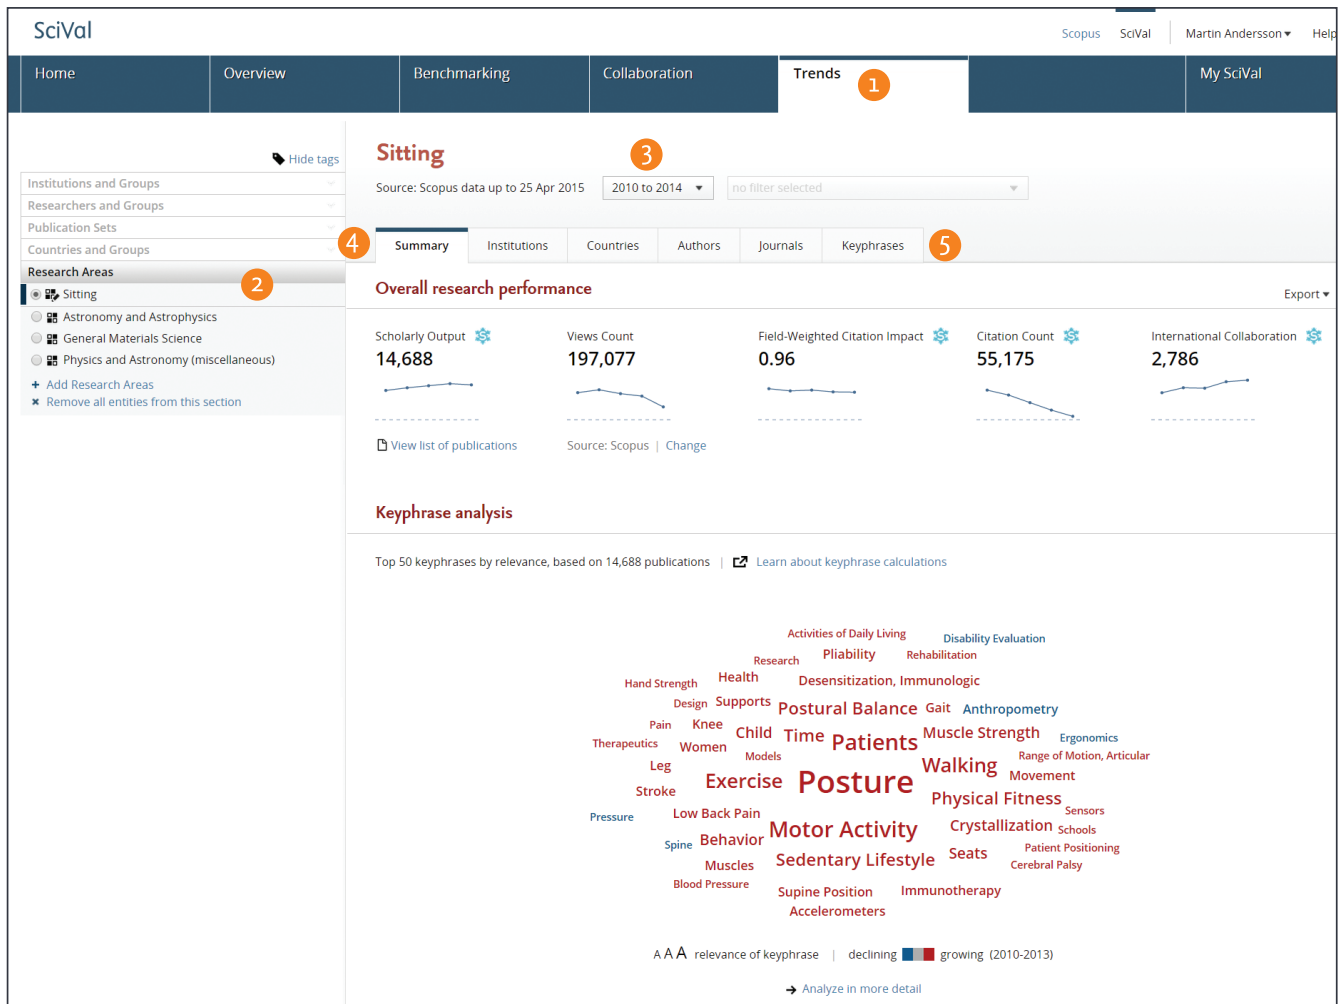 SciVal
Scopus SciVal Martin Andersson Help
Home Overview Benchmarking Collaboration Trends 1 My SciVal
Hide tags
Institutions and Groups
Researchers and Groups
Publication Sets
Countries and Groups
Research Areas
2
Sitting
Astronomy and Astrophysics
General Materials Science
Physics and Astronomy (miscellaneous)
+ Add Research Areas
× Remove all entities from this section
Sitting
3
Source: Scopus data up to 25 Apr 2015 2010 to 2014 no filter selected
4 Summary Institutions Countries Authors Journals Keyphrases 5
Overall research performance
Export
Scholarly Output Views Count Field-Weighted Citation Impact Citation Count International Collaboration
14,688 197,077 0.96 55,175 2,786
View list of publications Source: Scopus | Change
Keyphrase analysis
Top 50 keyphrases by relevance, based on 14,688 publications | Learn about keyphrase calculations
Activities of Daily Living Disability Evaluation
Research Pliability Rehabilitation
Hand Strength Health Desensitization, Immunologic
Design Supports Postural Balance Gait Anthropometry
Pain Knee Child Time Patients Muscle Strength Ergonomics
Therapeutics Women Models Walking Range of Motion, Articular
Leg Exercise Posture Movement
Stroke Physical Fitness
Pressure Low Back Pain Motor Activity Crystallization Sensors
Schools
Spine Behavior Sedentary Lifestyle Seats Patient Positioning
Muscles Cerebral Palsy
Blood Pressure Supine Position Immunotherapy
Accelerometers
A A A relevance of keyphrase | declining growing (2010-2013)
Analyze in more detail